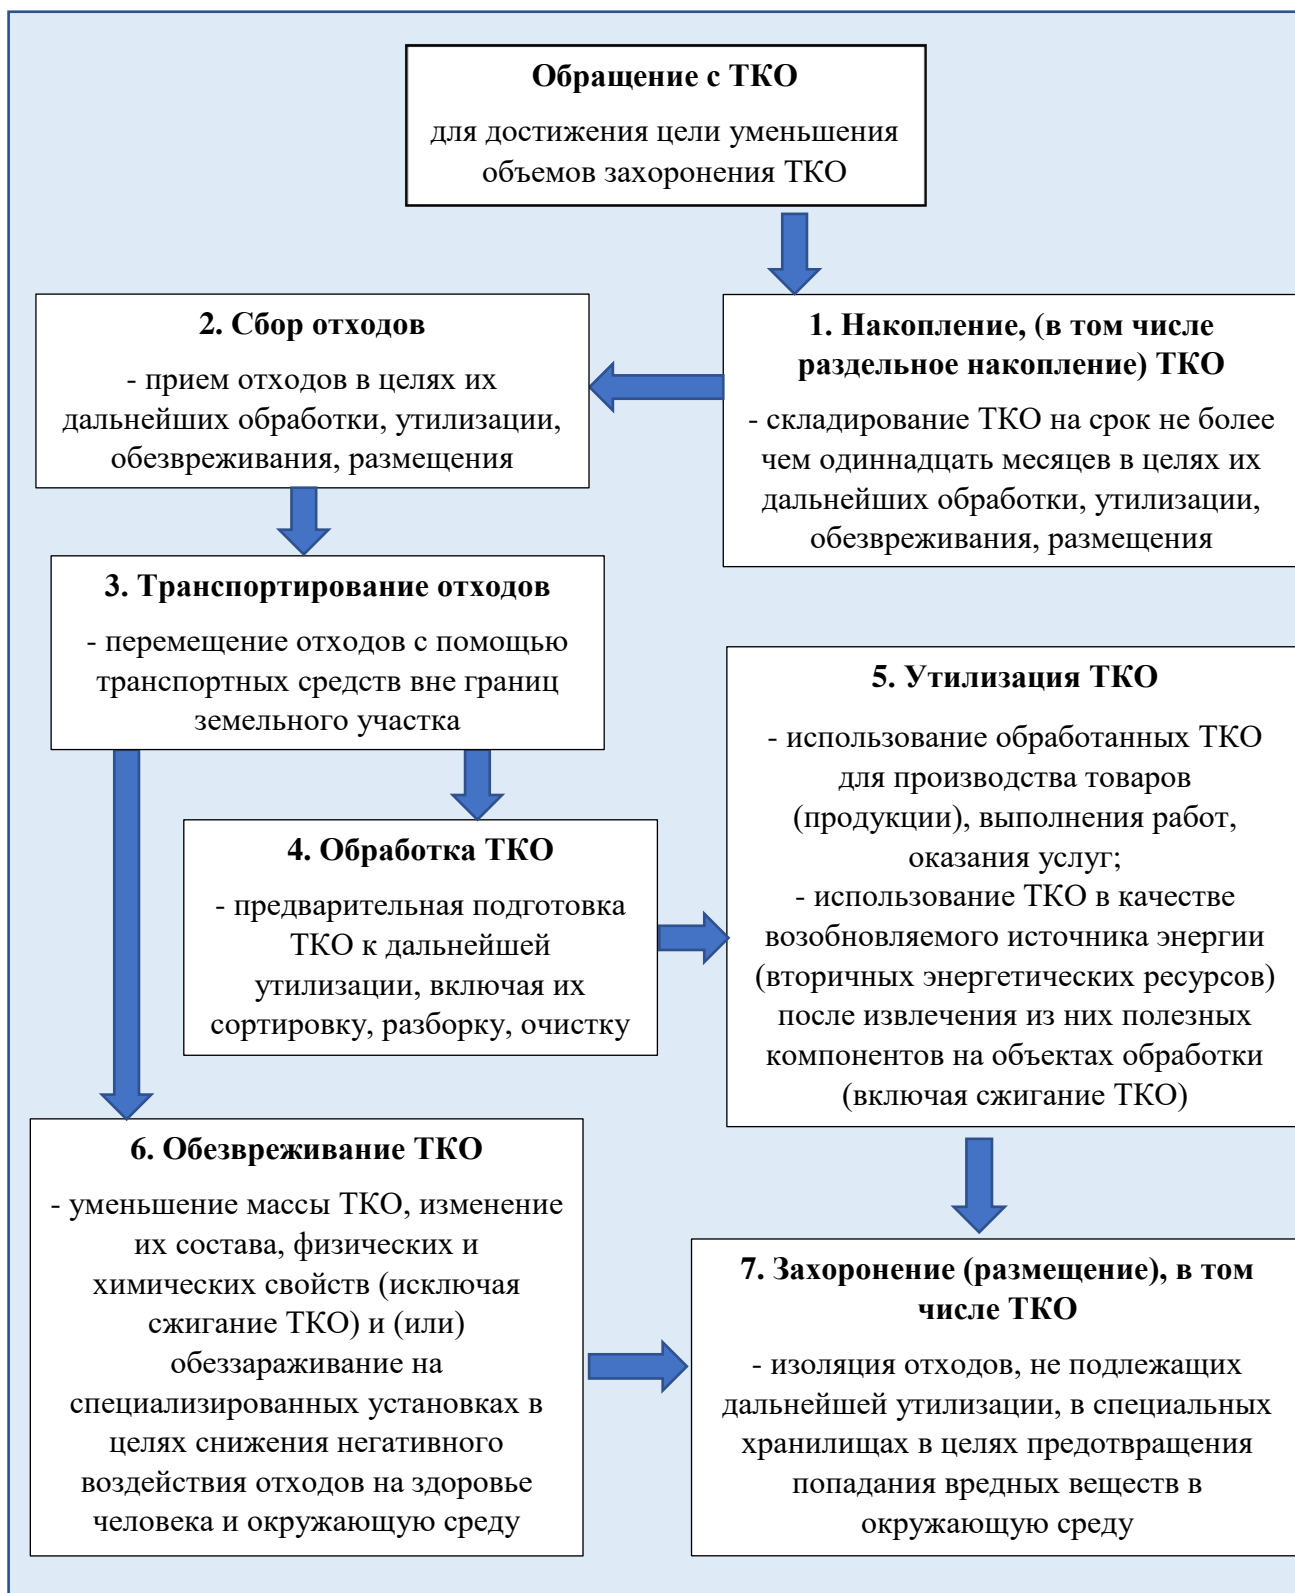 Обращение с ТКО
для достижения цели уменьшения
объемов захоронения ТКО
1. Накопление, (в том числе
раздельное накопление) ТКО
- складирование ТКО на срок не более
чем одиннадцать месяцев в целях их
дальнейших обработки, утилизации,
обезвреживания, размещения
2. Сбор отходов
- прием отходов в целях их
дальнейших обработки, утилизации,
обезвреживания, размещения
3. Транспортирование отходов
- перемещение отходов с помощью
транспортных средств вне границ
земельного участка
4. Обработка ТКО
- предварительная подготовка
ТКО к дальнейшей
утилизации, включая их
сортировку, разборку, очистку
5. Утилизация ТКО
- использование обработанных ТКО
для производства товаров
(продукции), выполнения работ,
оказания услуг;
- использование ТКО в качестве
возобновляемого источника энергии
(вторичных энергетических ресурсов)
после извлечения из них полезных
компонентов на объектах обработки
(включая сжигание ТКО)
6. Обезвреживание ТКО
- уменьшение массы ТКО, изменение
их состава, физических и
химических свойств (исключая
сжигание ТКО) и (или)
обеззараживание на
специализированных установках в
целях снижения негативного
воздействия отходов на здоровье
человека и окружающую среду
7. Захоронение (размещение), в том
числе ТКО
- изоляция отходов, не подлежащих
дальнейшей утилизации, в специальных
хранилищах в целях предотвращения
попадания вредных веществ в
окружающую среду